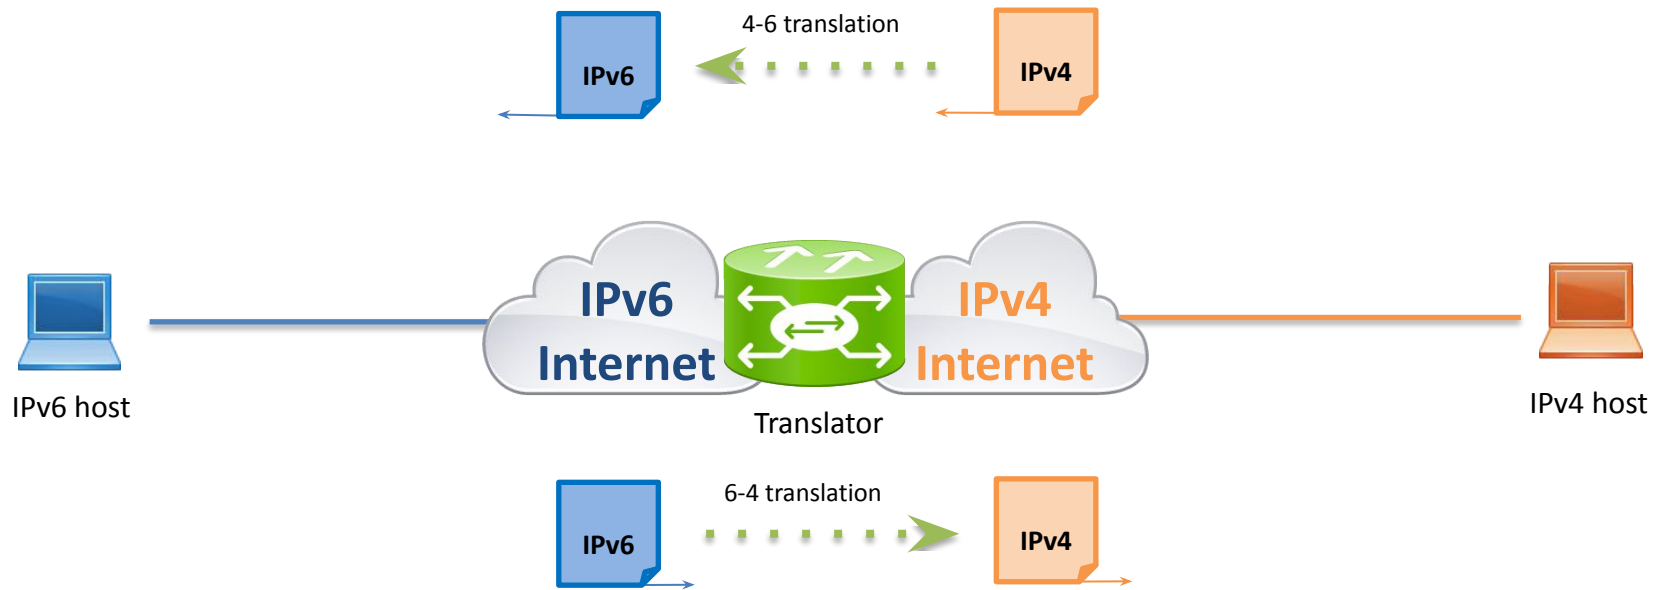 4-6 translation
IPv6
IPv4
IPv6
Internet
IPv4
Internet
IPv6 host
Translator
IPv4 host
6-4 translation
IPv6
IPv4